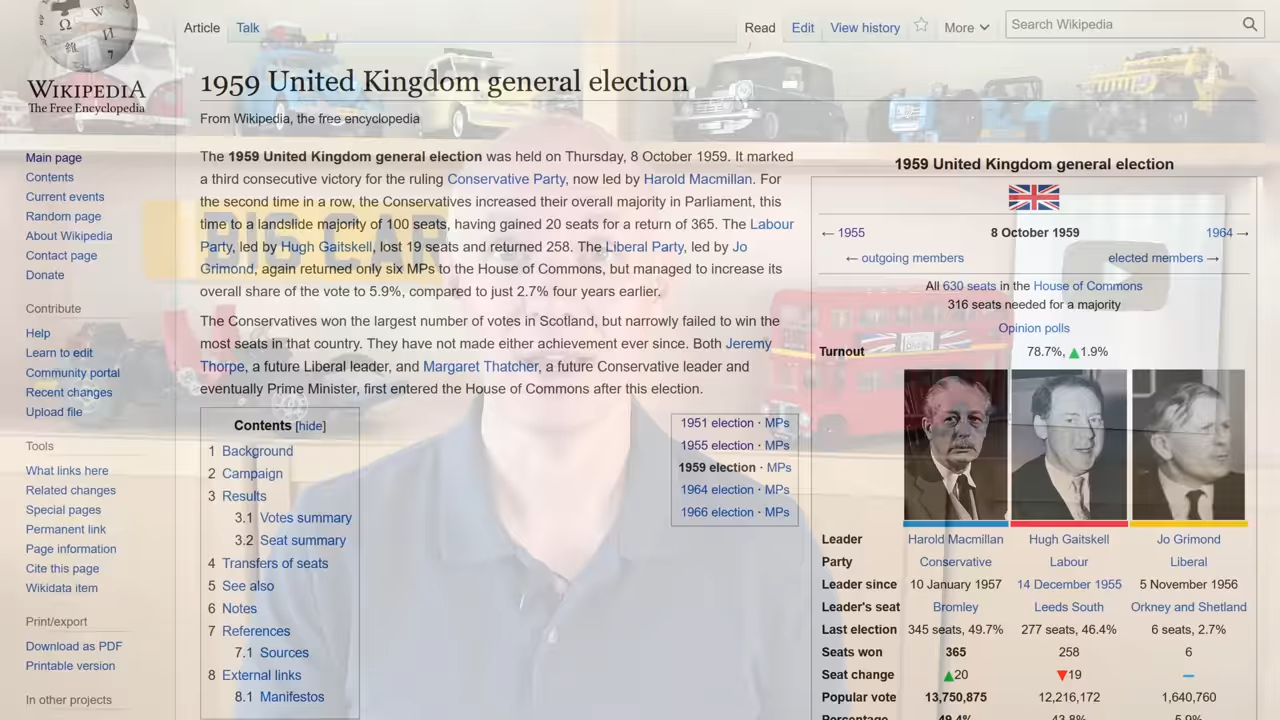 Article
Talk
Read
Edit
View history
More
Search Wikipedia
WIKIPEDIA
The Free Encyclopedia
1959 United Kingdom general election
From Wikipedia, the free encyclopedia
Main page
Contents
Current events
Random page
About Wikipedia
Contact page
Donate
Contribute
Help
Learn to edit
Community portal
Recent changes
Upload file
Tools
What links here
Related changes
Special pages
Permanent link
Page information
Cite this page
Wikidata item
Print/export
Download as PDF
Printable version
In other projects
The 1959 United Kingdom general election was held on Thursday, 8 October 1959. It marked
a third consecutive victory for the ruling Conservative Party, now led by Harold Macmillan. For
the second time in a row, the Conservatives increased their overall majority in Parliament, this
time to a landslide majority of 100 seats, having gained 20 seats for a return of 365. The Labour
Party, led by Hugh Gaitskell, lost 19 seats and returned 258. The Liberal Party, led by Jo
Grimond, again returned only six MPs to the House of Commons, but managed to increase its
overall share of the vote to 5.9%, compared to just 2.7% four years earlier.
The Conservatives won the largest number of votes in Scotland, but narrowly failed to win the
most seats in that country. They have not made either achievement ever since. Both Jeremy
Thorpe, a future Liberal leader, and Margaret Thatcher, a future Conservative leader and
eventually Prime Minister, first entered the House of Commons after this election.
BIG CAR
Contents [hide]
1 Background
2 Campaign
3 Results
3.1 Votes summary
3.2 Seat summary
4 Transfers of seats
5 See also
6 Notes
7 References
7.1 Sources
8 External links
8.1 Manifestos
1951 election · MPs
1955 election · MPs
1959 election · MPs
1964 election · MPs
1966 election · MPs
1959 United Kingdom general election
← 1955 8 October 1959 1964 →
← outgoing members elected members →
All 630 seats in the House of Commons
316 seats needed for a majority
Opinion polls
Turnout 78.7%, ▲1.9%
Leader Harold Macmillan Hugh Gaitskell Jo Grimond
Party Conservative Labour Liberal
Leader since 10 January 1957 14 December 1955 5 November 1956
Leader's seat Bromley Leeds South Orkney and Shetland
Last election 345 seats, 49.7% 277 seats, 46.4% 6 seats, 2.7%
Seats won 365 258 6
Seat change ▲20 ▼19 –
Popular vote 13,750,875 12,216,172 1,640,760
Percentage 49.4% 43.8% 5.9%